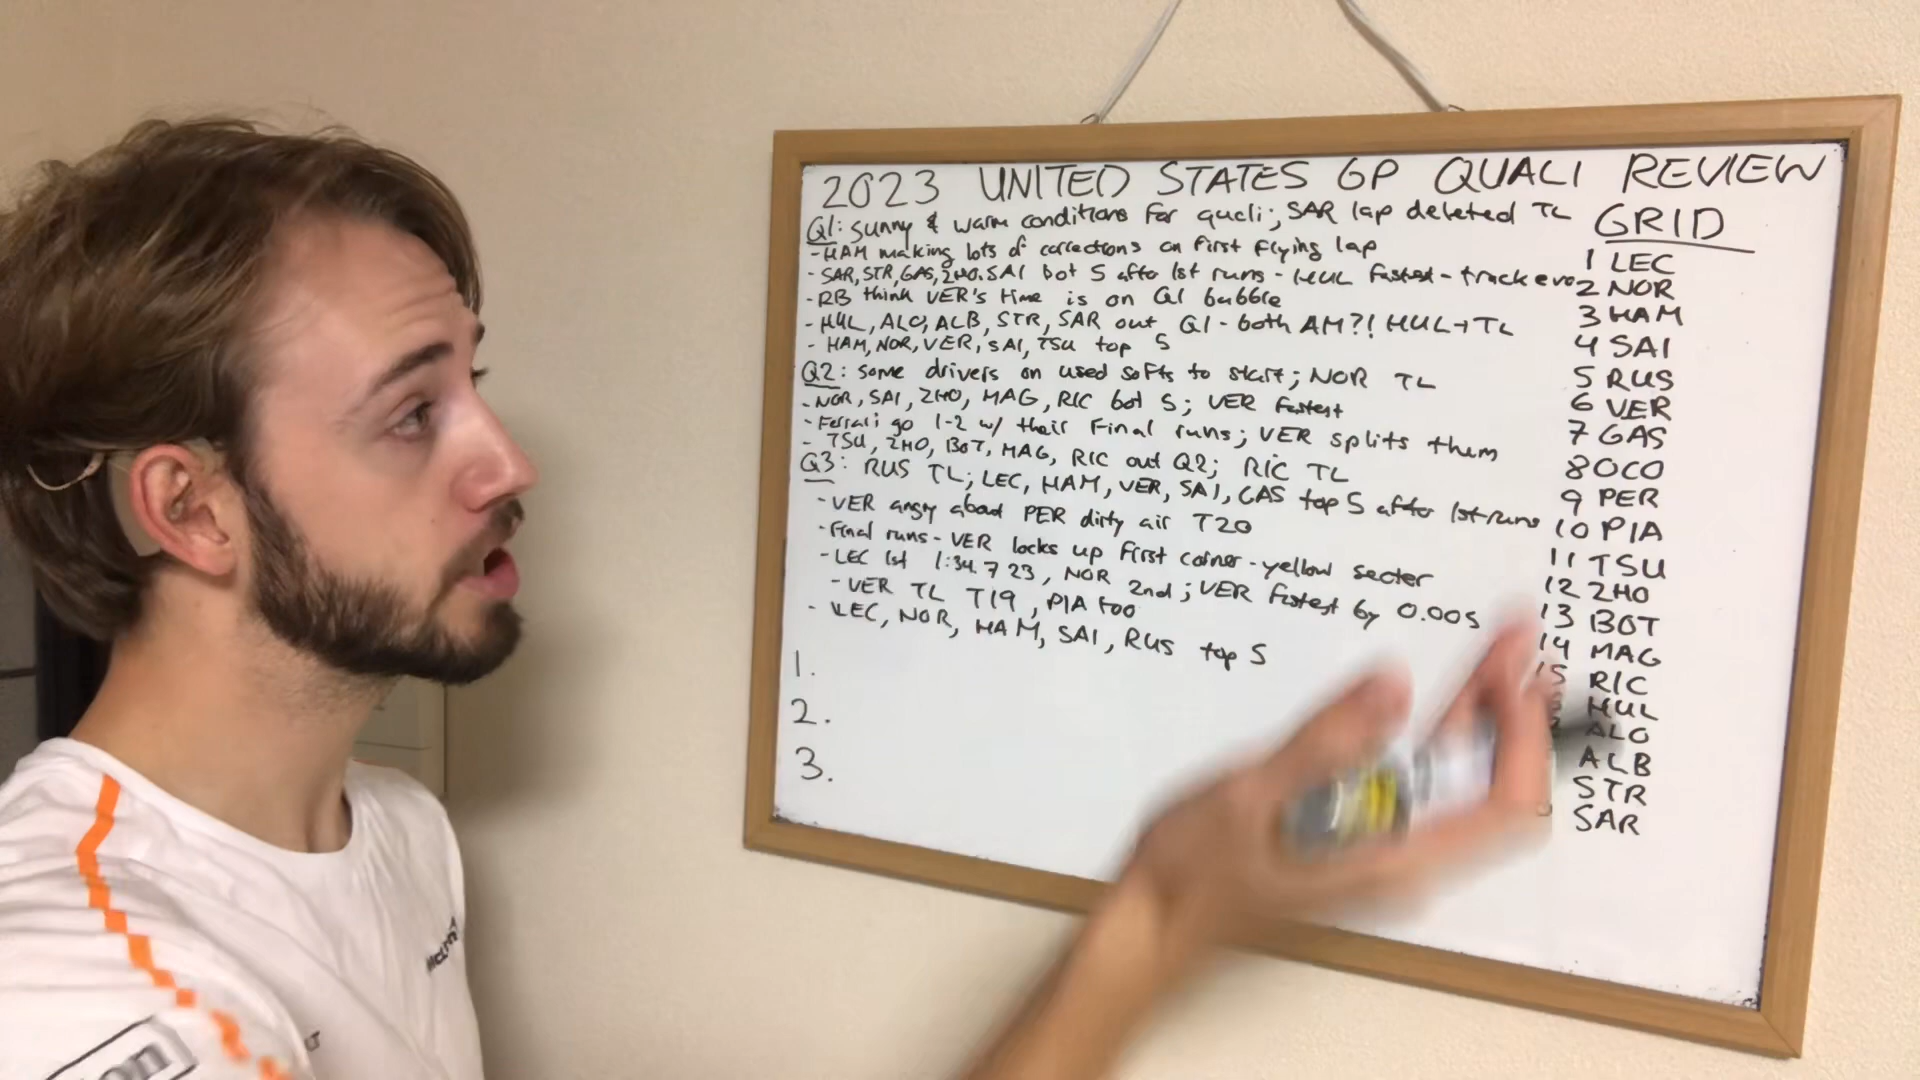 2023 UNITED STATES GP QUALI REVIEW
Q1: sunny & warm conditions for quali; SAR lap deleted TL
- HAM making lots of corrections on first flying lap
- SAR, STR, GAS, ZHO, SAI bot 5 after 1st runs - HUL fastest - track evo
- RB think VER's time is on Q1 bubble
- HUL, ALO, ALB, STR, SAR out Q1 - both AM?! HUL + TL
- HAM, NOR, VER, SAI, TSU top 5
Q2: some drivers on used softs to start; NOR TL
- NOR, SAI, ZHO, MAG, RIC bot 5; VER fastest
- Ferrari go 1-2 w/ their final runs; VER splits them
- TSU, ZHO, BOT, MAG, RIC out Q2; RIC TL
Q3: RUS TL; LEC, HAM, VER, SAI, GAS top 5 after 1st runs
- VER angry about PER dirty air T20
- Final runs - VER locks up first corner - yellow sector
- LEC 1st 1:34.723, NOR 2nd; VER fastest by 0.005
- VER TL T19, PIA too
- LEC, NOR, HAM, SAI, RUS top 5
1.
2.
3.
GRID
1 LEC
2 NOR
3 HAM
4 SAI
5 RUS
6 VER
7 GAS
8 OCO
9 PER
10 PIA
11 TSU
12 ZHO
13 BOT
14 MAG
15 RIC
HUL
ALO
ALB
STR
SAR
McLaren